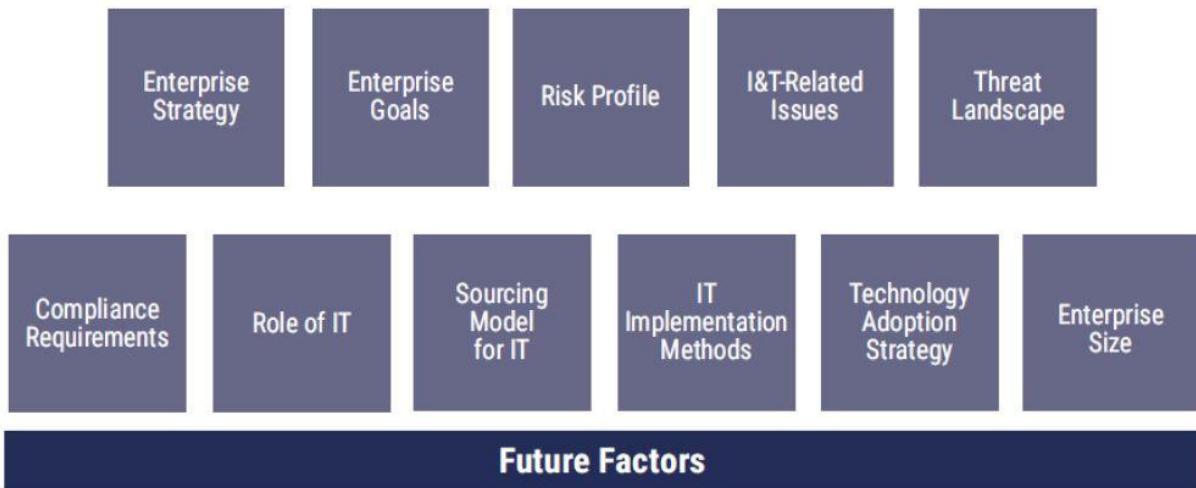 Enterprise
Strategy
Enterprise
Goals
Risk Profile
I&T-Related
Issues
Threat
Landscape
Compliance
Requirements
Role of IT
Sourcing
Model
for IT
IT
Implementation
Methods
Technology
Adoption
Strategy
Enterprise
Size
Future Factors